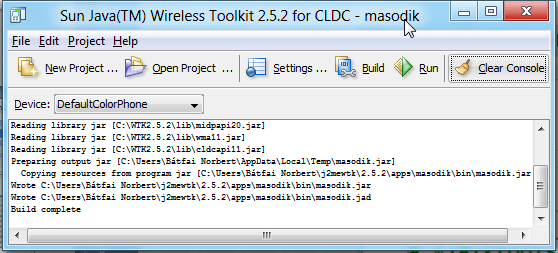 Sun Java(TM) Wireless Toolkit 2.5.2 for CLDC - masodik
File Edit Project Help
New Project ... Open Project ... Settings ... Build Run Clear Console
Device: DefaultColorPhone
Reading library jar [C:\WTK2.5.2\lib\midpapi20.jar]
Reading library jar [C:\WTK2.5.2\lib\wma11.jar]
Reading library jar [C:\WTK2.5.2\lib\cldcapi11.jar]
Preparing output jar [C:\Users\Bátfai Norbert\AppData\Local\Temp\masodik.jar]
Copying resources from program jar [C:\Users\Bátfai Norbert\j2mewtk\2.5.2\apps\masodik\bin\masodik.jar
Wrote C:\Users\Bátfai Norbert\j2mewtk\2.5.2\apps\masodik\bin\masodik.jar
Wrote C:\Users\Bátfai Norbert\j2mewtk\2.5.2\apps\masodik\bin\masodik.jad
Build complete